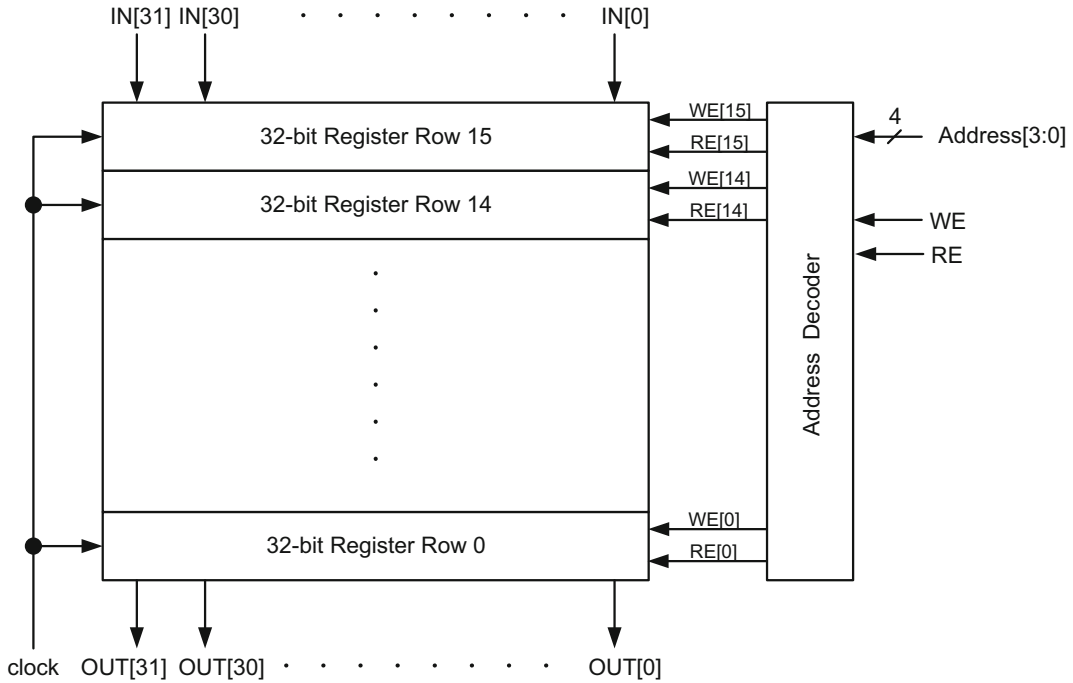 IN[31] IN[30] . . . . . . . . IN[0]
32-bit Register Row 15
WE[15]
RE[15]
4
Address[3:0]
32-bit Register Row 14
WE[14]
RE[14]
WE
RE
Address Decoder
32-bit Register Row 0
WE[0]
RE[0]
clock OUT[31] OUT[30] . . . . . . . . OUT[0]